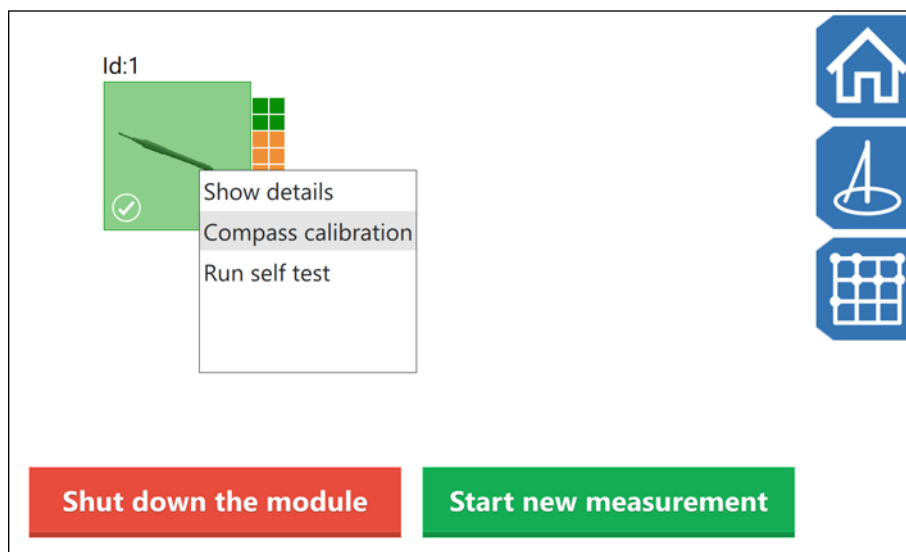 Id:1
Show details
Compass calibration
Run self test
Shut down the module
Start new measurement